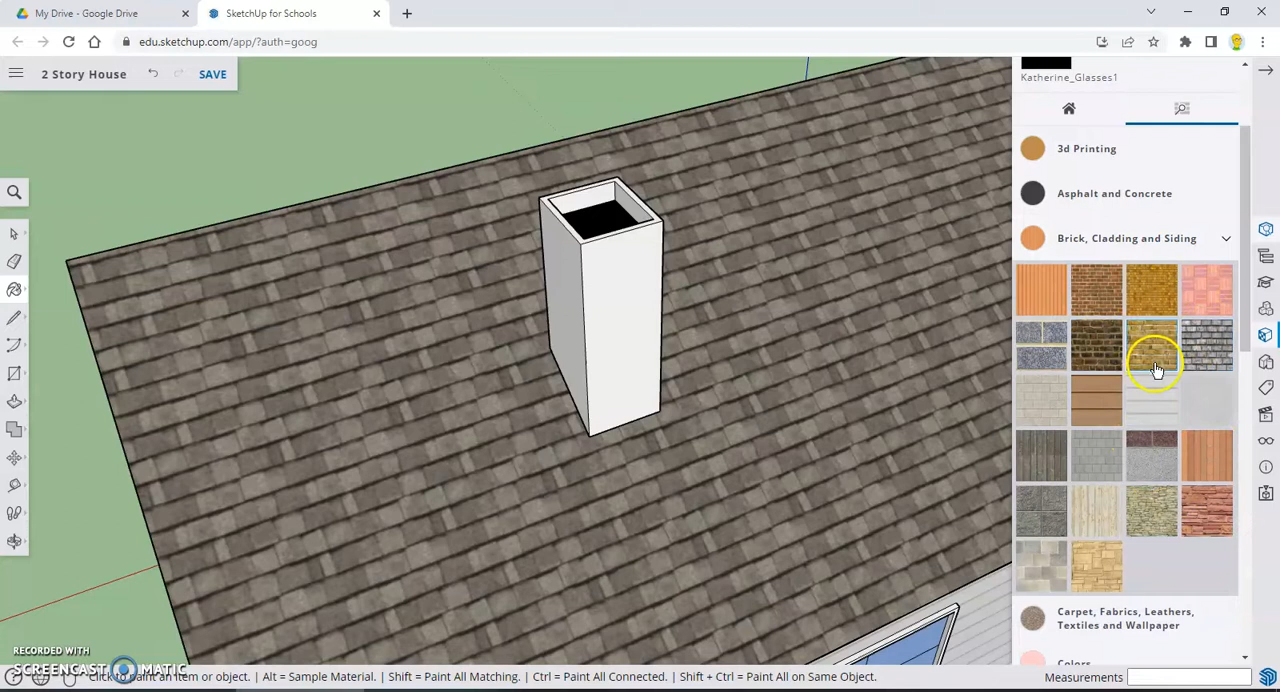 My Drive - Google Drive
SketchUp for Schools
edu.sketchup.com/app/?auth=goog
2 Story House
SAVE
Katherine_Glasses1
3d Printing
Asphalt and Concrete
Brick, Cladding and Siding
Carpet, Fabrics, Leathers,
Textiles and Wallpaper
Colors
RECORDED WITH
SCREENCAST MATIC
Click to paint an item or object. | Alt = Sample Material. | Shift = Paint All Matching. | Ctrl = Paint All Connected. | Shift + Ctrl = Paint All on Same Object.
Measurements